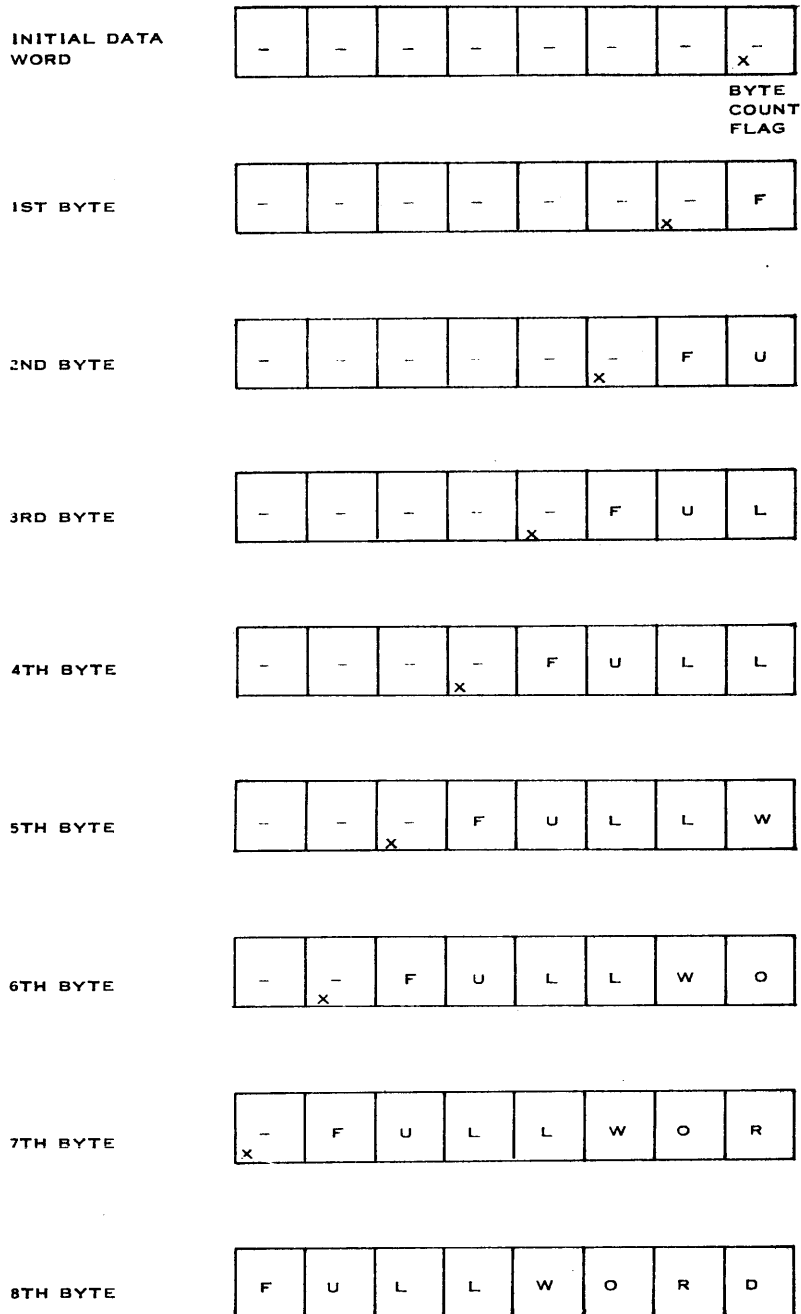 INITIAL DATA
WORD
- - - - - - - -
x
BYTE
COUNT
FLAG
1ST BYTE
- - - - - - - F
x
2ND BYTE
- - - - - - F U
x
3RD BYTE
- - - - - F U L
x
4TH BYTE
- - - - F U L L
x
5TH BYTE
- - - F U L L W
x
6TH BYTE
- - F U L L W O
x
7TH BYTE
- F U L L W O R
x
8TH BYTE
F U L L W O R D